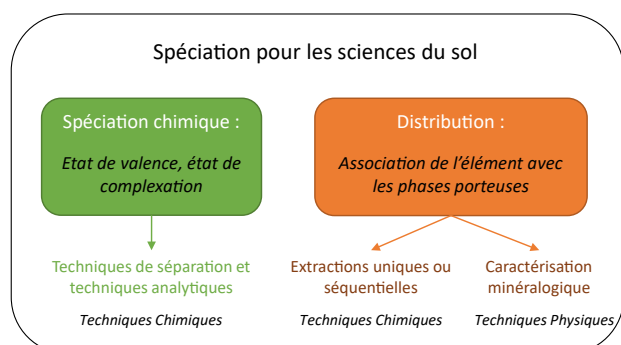 Spéciation pour les sciences du sol
Spéciation chimique :
Etat de valence, état de
complexation
Distribution :
Association de l'élément avec
les phases porteuses
Techniques de séparation et
techniques analytiques
Techniques Chimiques
Extractions uniques ou
séquentielles
Techniques Chimiques
Caractérisation
minéralogique
Techniques Physiques